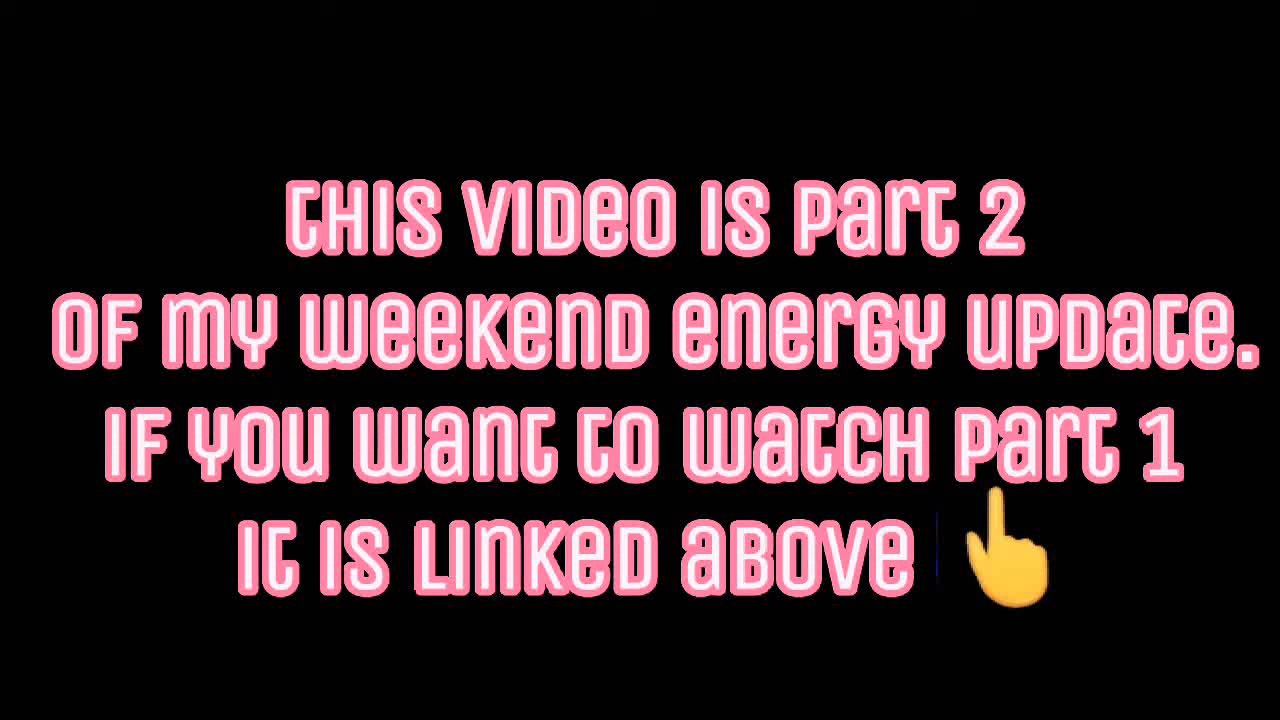 This video is part 2
of my weekend energy update.
If you want to watch part 1
it is linked above 👆